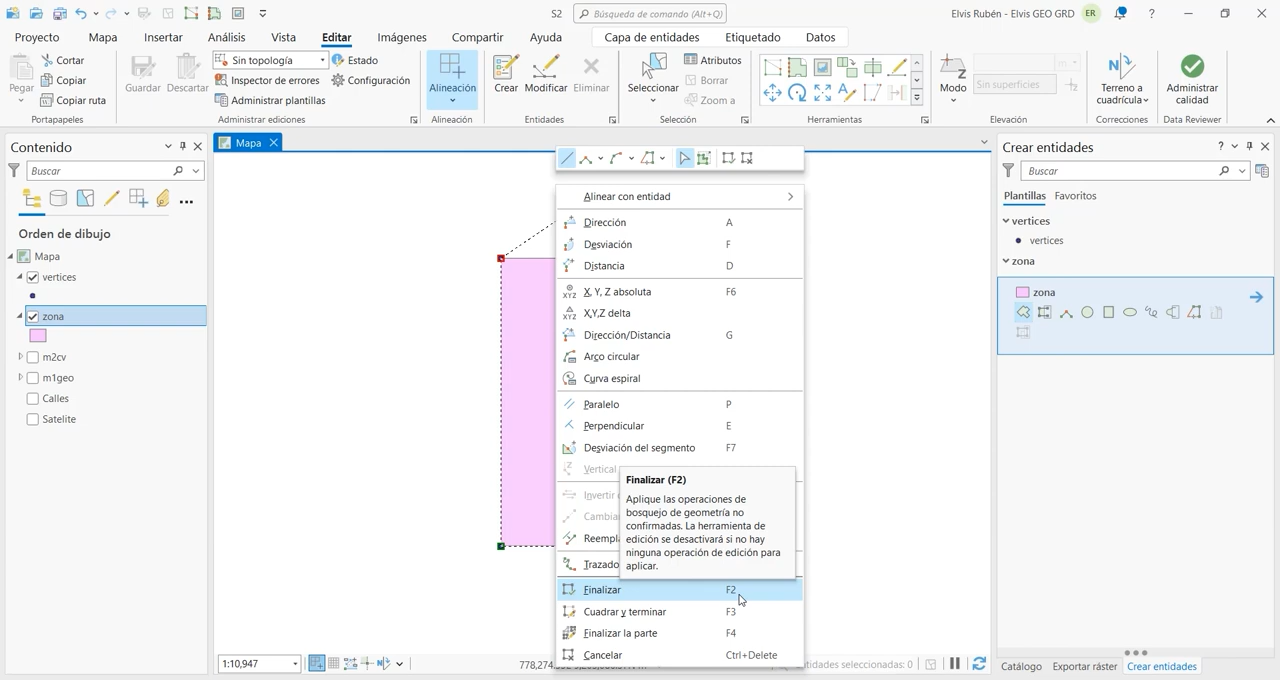 S2
Búsqueda de comando (Alt+Q)
Elvis Rubén - Elvis GEO GRD
ER
Proyecto
Mapa
Insertar
Análisis
Vista
Editar
Imágenes
Compartir
Ayuda
Capa de entidades
Etiquetado
Datos
Pegar
Cortar
Copiar
Copiar ruta
Portapapeles
Guardar
Descartar
Sin topología
Estado
Inspector de errores
Configuración
Administrar plantillas
Administrar ediciones
Alineación
Alineación
Crear
Modificar
Eliminar
Entidades
Seleccionar
Atributos
Borrar
Zoom a
Selección
Herramientas
Modo
Sin superficies
m
Elevación
Terreno a
cuadrícula
Correcciones
Administrar
calidad
Data Reviewer
Contenido
Buscar
Orden de dibujo
Mapa
vertices
zona
m2cv
m1geo
Calles
Satelite
Mapa
Alinear con entidad
Dirección A
Desviación F
Distancia D
X, Y, Z absoluta F6
X,Y,Z delta
Dirección/Distancia G
Arco circular
Curva espiral
Paralelo P
Perpendicular E
Desviación del segmento F7
Vertical
Invertir
Cambiar
Reempl
Trazado
Finalizar (F2)
Aplique las operaciones de
bosquejo de geometría no
confirmadas. La herramienta de
edición se desactivará si no hay
ninguna operación de edición para
aplicar.
Finalizar F2
Cuadrar y terminar F3
Finalizar la parte F4
Cancelar Ctrl+Delete
1:10,947
entidades seleccionadas: 0
Crear entidades
Buscar
Plantillas
Favoritos
vertices
vertices
zona
zona
Catálogo
Exportar ráster
Crear entidades